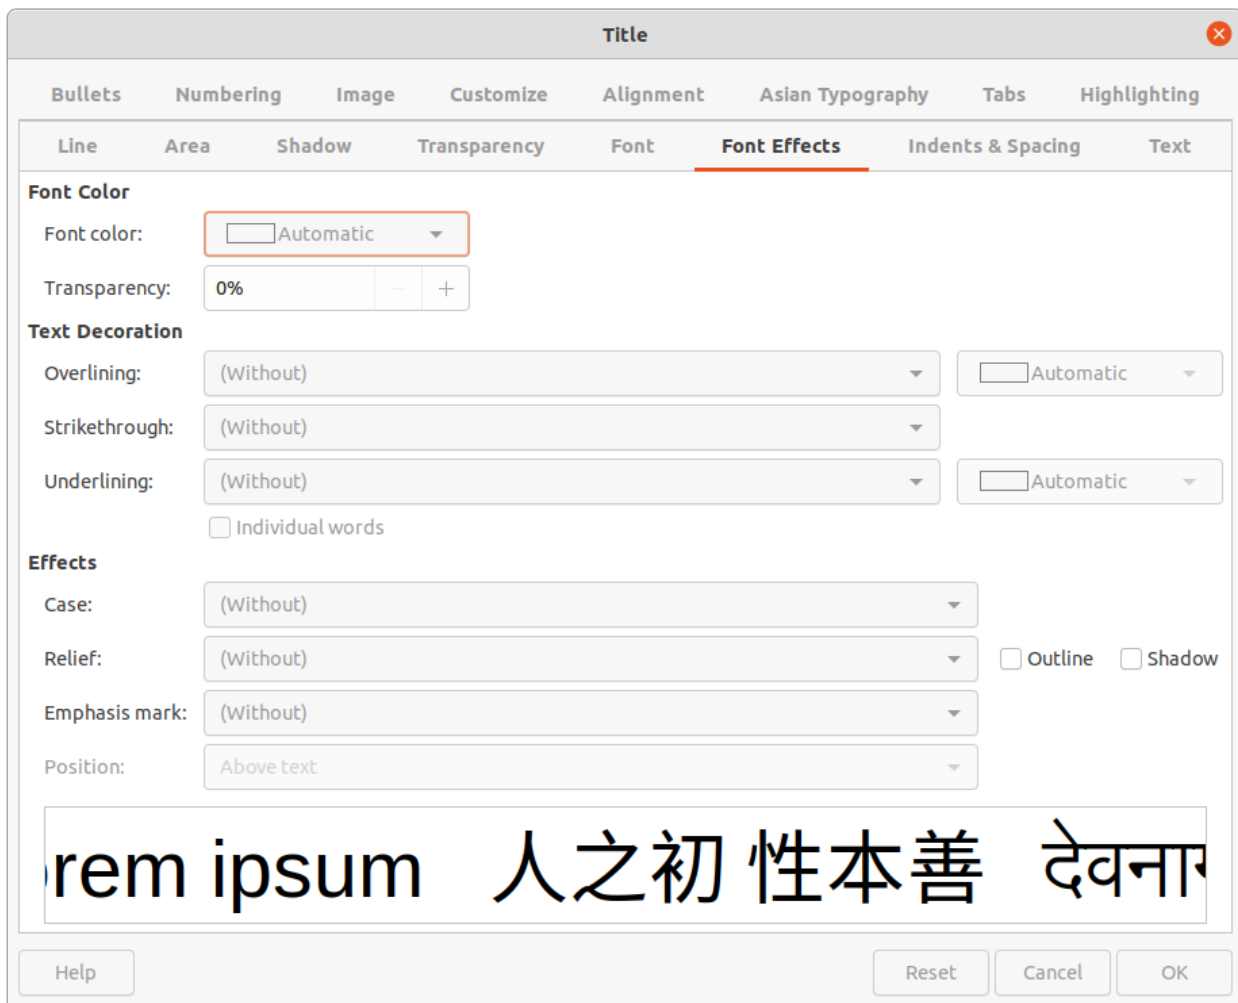 Title
Bullets Numbering Image Customize Alignment Asian Typography Tabs Highlighting
Line Area Shadow Transparency Font Font Effects Indents & Spacing Text
Font Color
Font color: Automatic
Transparency: 0%
Text Decoration
Overlining: (Without) Automatic
Strikethrough: (Without)
Underlining: (Without) Automatic
Individual words
Effects
Case: (Without)
Relief: (Without) Outline Shadow
Emphasis mark: (Without)
Position: Above text
orem ipsum 人之初 性本善
Help Reset Cancel OK